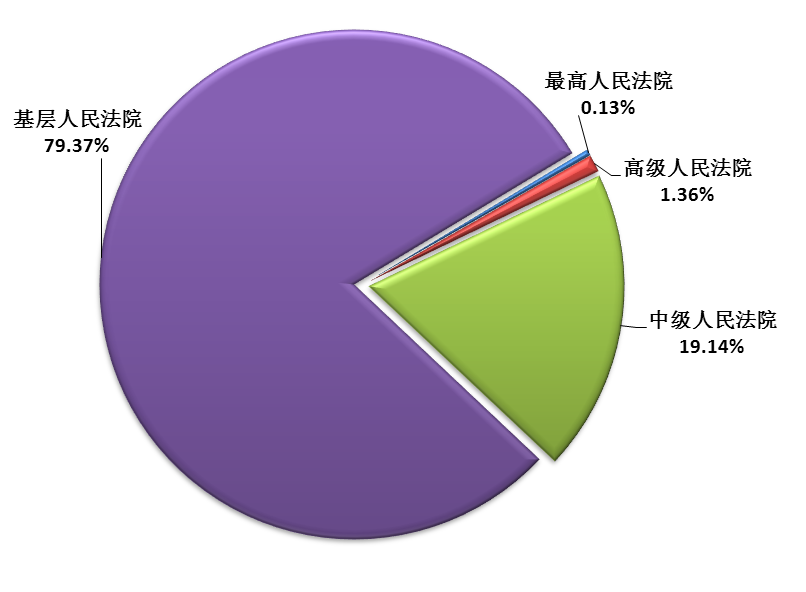 最高人民法院
0.13%
基层人民法院
79.37%
高级人民法院
1.36%
中级人民法院
19.14%